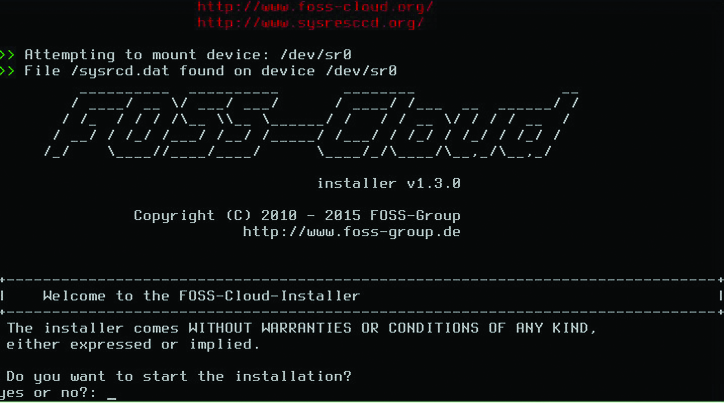 http://www.foss-cloud.org/
http://www.sysresccd.org/
>> Attempting to mount device: /dev/sr0
>> File /sysrcd.dat found on device /dev/sr0
FOSS-Cloud
installer v1.3.0
Copyright (C) 2010 - 2015 FOSS-Group
http://www.foss-group.de
Welcome to the FOSS-Cloud-Installer
The installer comes WITHOUT WARRANTIES OR CONDITIONS OF ANY KIND,
either expressed or implied.
Do you want to start the installation?
yes or no?: _